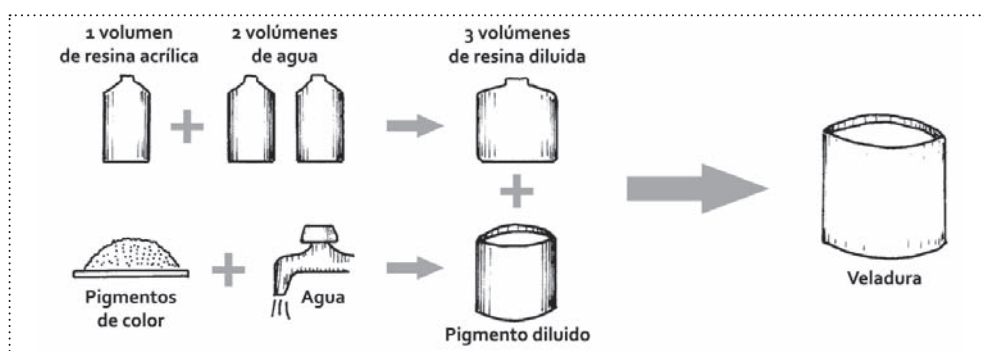 1 volumen
de resina acrílica
2 volúmenes
de agua
3 volúmenes
de resina diluida
Pigmentos
de color
Agua
Pigmento diluido
Veladura